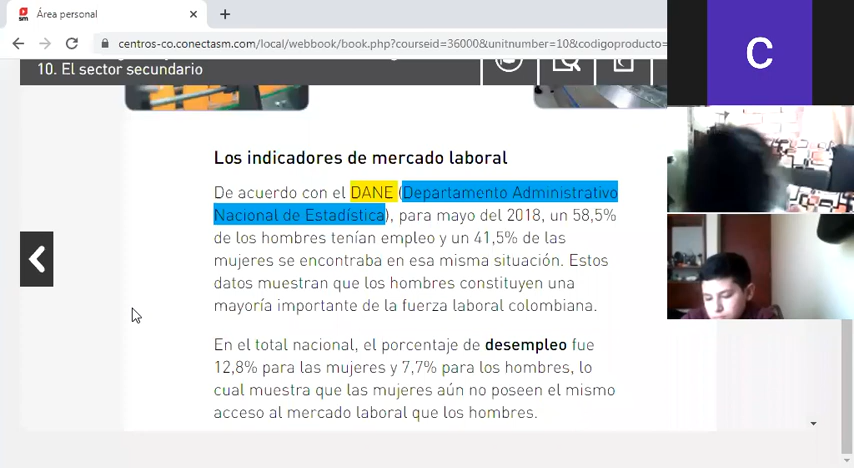 sm
Área personal
centros-co.conectasm.com/local/webbook/book.php?courseid=36000&unitnumber=10&codigoproducto=
10. El sector secundario
C
Los indicadores de mercado laboral
De acuerdo con el DANE (Departamento Administrativo
Nacional de Estadística), para mayo del 2018, un 58,5%
de los hombres tenían empleo y un 41,5% de las
mujeres se encontraba en esa misma situación. Estos
datos muestran que los hombres constituyen una
mayoría importante de la fuerza laboral colombiana.
En el total nacional, el porcentaje de desempleo fue
12,8% para las mujeres y 7,7% para los hombres, lo
cual muestra que las mujeres aún no poseen el mismo
acceso al mercado laboral que los hombres.